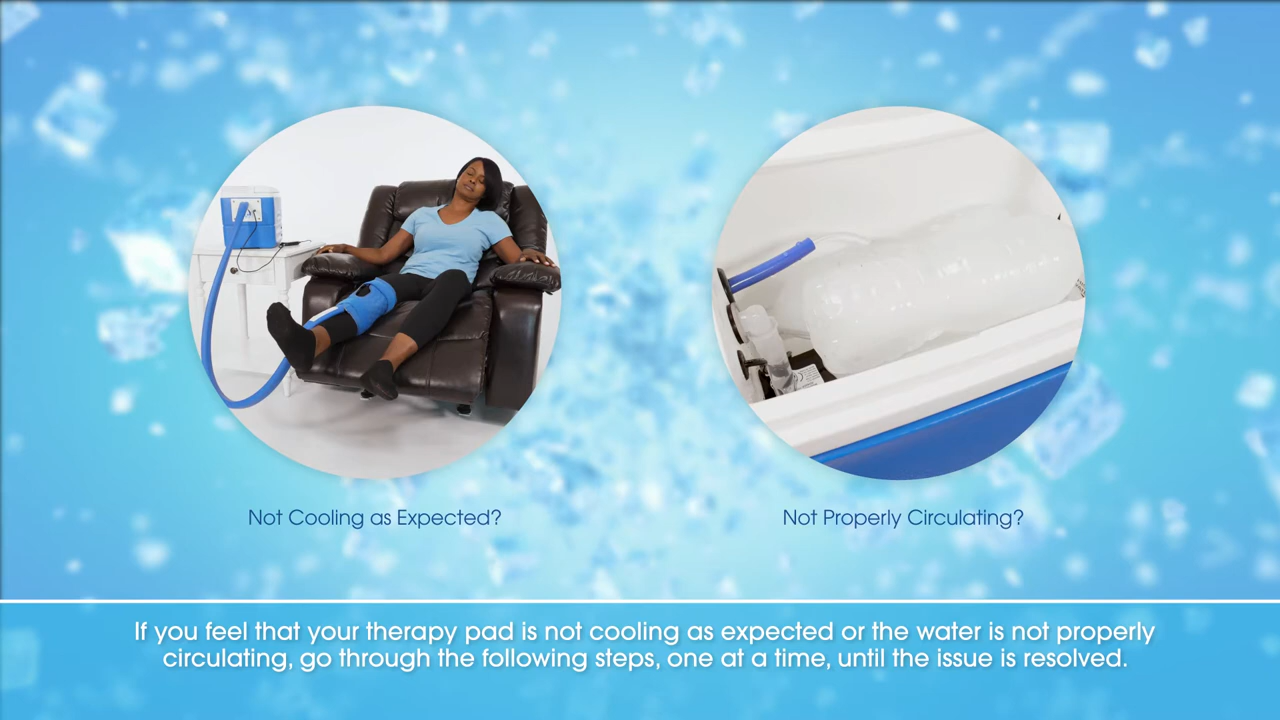 Not Cooling as Expected?
Not Properly Circulating?
If you feel that your therapy pad is not cooling as expected or the water is not properly
circulating, go through the following steps, one at a time, until the issue is resolved.